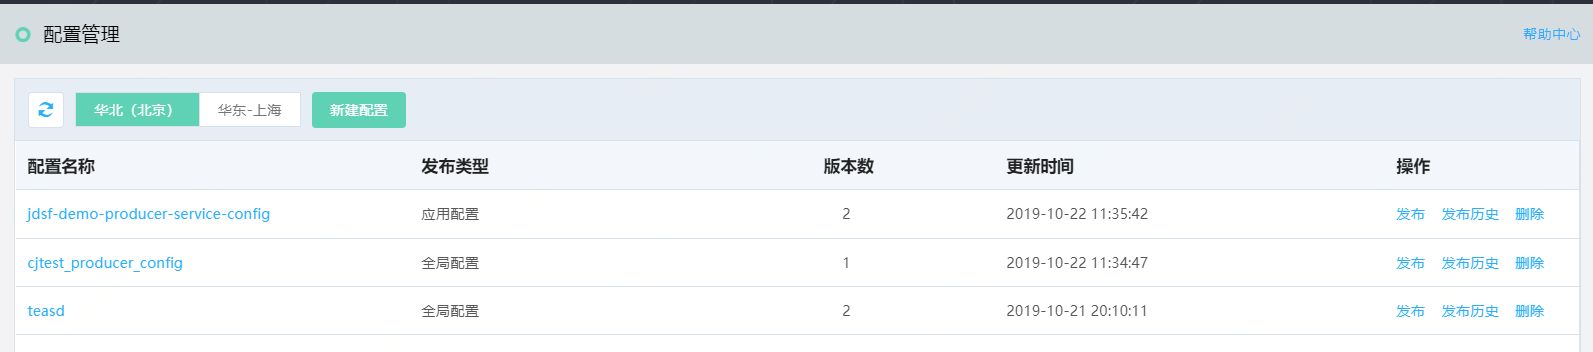 配置管理 帮助中心
华北（北京） 华东-上海 新建配置
配置名称 发布类型 版本数 更新时间 操作
jdsf-demo-producer-service-config 应用配置 2 2019-10-22 11:35:42 发布 发布历史 删除
cjtest_producer_config 全局配置 1 2019-10-22 11:34:47 发布 发布历史 删除
teasd 全局配置 2 2019-10-21 20:10:11 发布 发布历史 删除